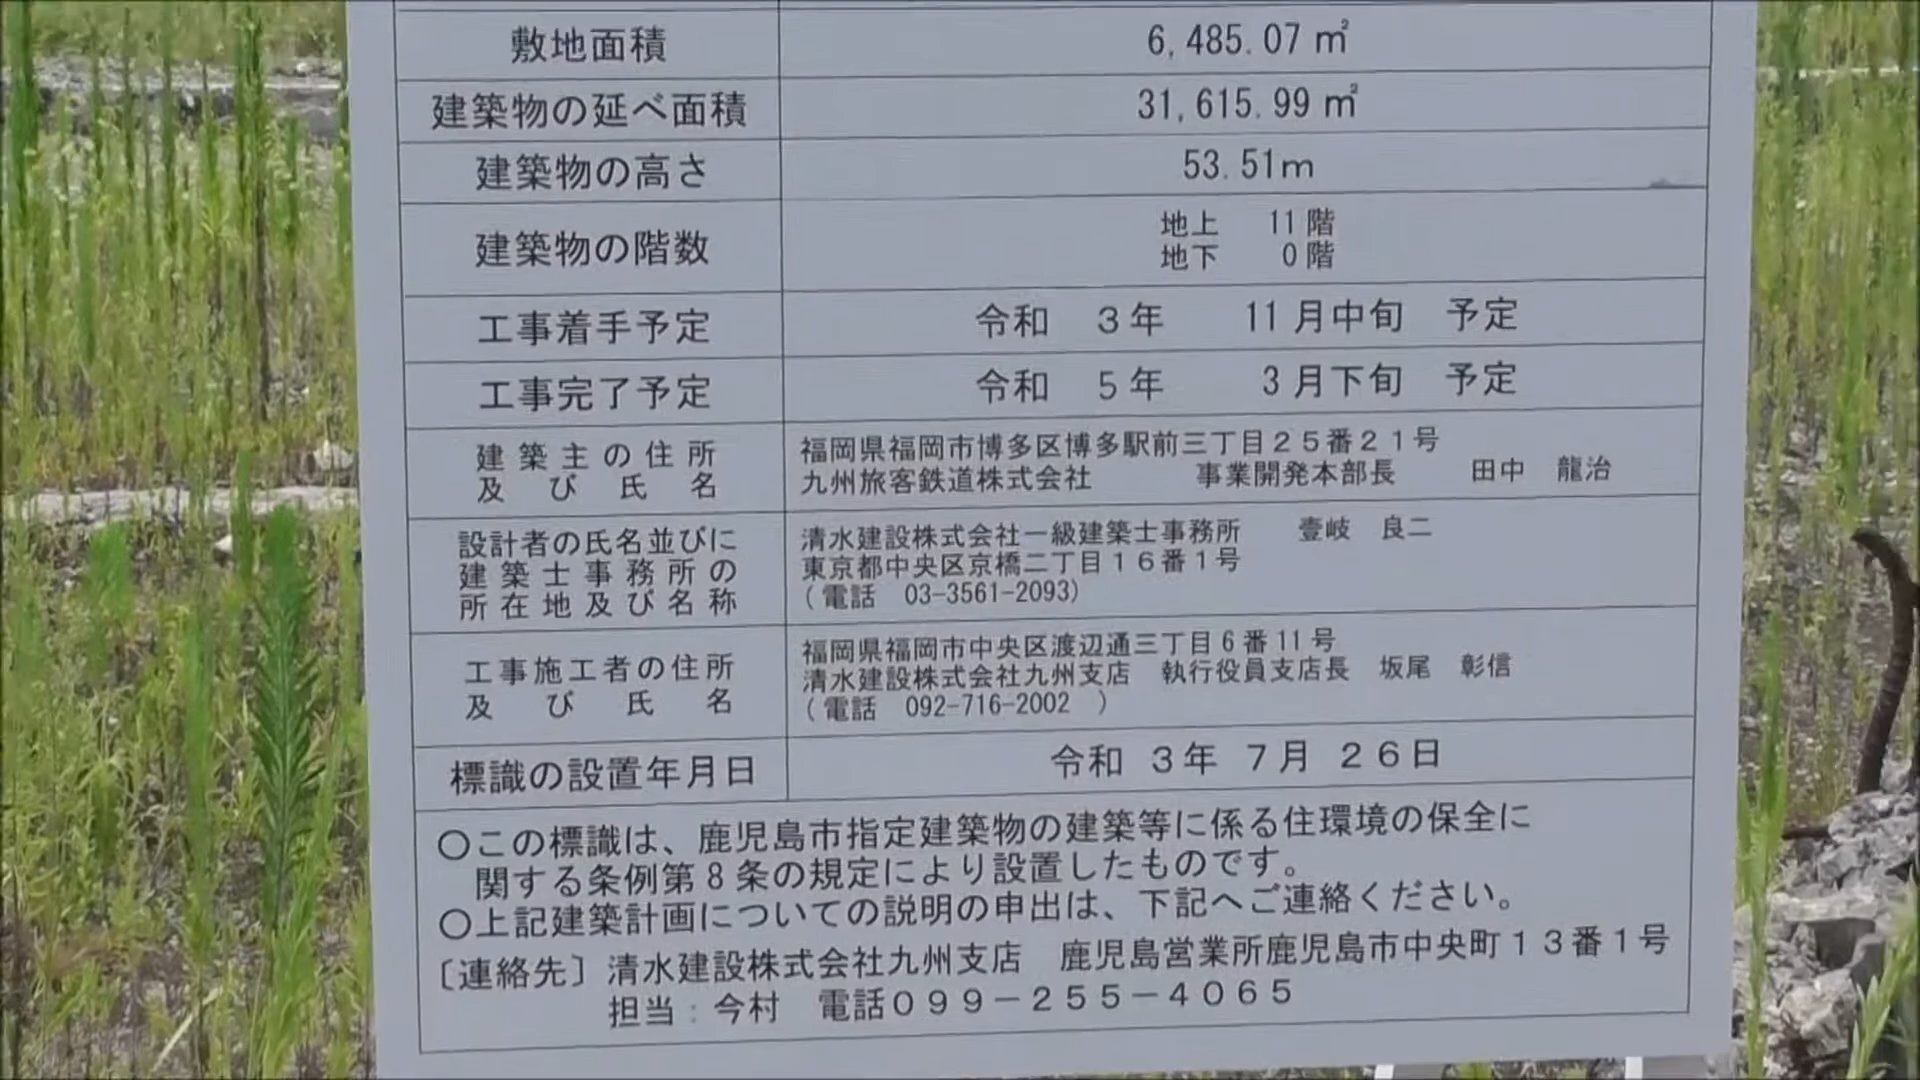 敷地面積 6,485.07 ㎡
建築物の延べ面積 31,615.99 ㎡
建築物の高さ 53.51m
建築物の階数 地上 11 階
地下 0 階
工事着手予定 令和 3年 11 月中旬 予定
工事完了予定 令和 5年 3 月下旬 予定
建築主の住所
及び氏名
福岡県福岡市博多区博多駅前三丁目25番21号
九州旅客鉄道株式会社 事業開発本部長 田中 龍治
設計者の氏名並びに
建築士事務所の
所在地及び名称
清水建設株式会社一級建築士事務所 壹岐 良二
東京都中央区京橋二丁目16番1号
(電話 03-3561-2093)
工事施工者の住所
及び氏名
福岡県福岡市中央区渡辺通三丁目 6 番 11 号
清水建設株式会社九州支店 執行役員支店長 坂尾 彰信
(電話 092-716-2002 )
標識の設置年月日 令和 3年 7月 26日
〇この標識は、鹿児島市指定建築物の建築等に係る住環境の保全に
関する条例第 8 条の規定により設置したものです。
〇上記建築計画についての説明の申出は、下記へご連絡ください。
〔連絡先〕清水建設株式会社九州支店 鹿児島営業所鹿児島市中央町13番1号
担当：今村 電話099－255－4065